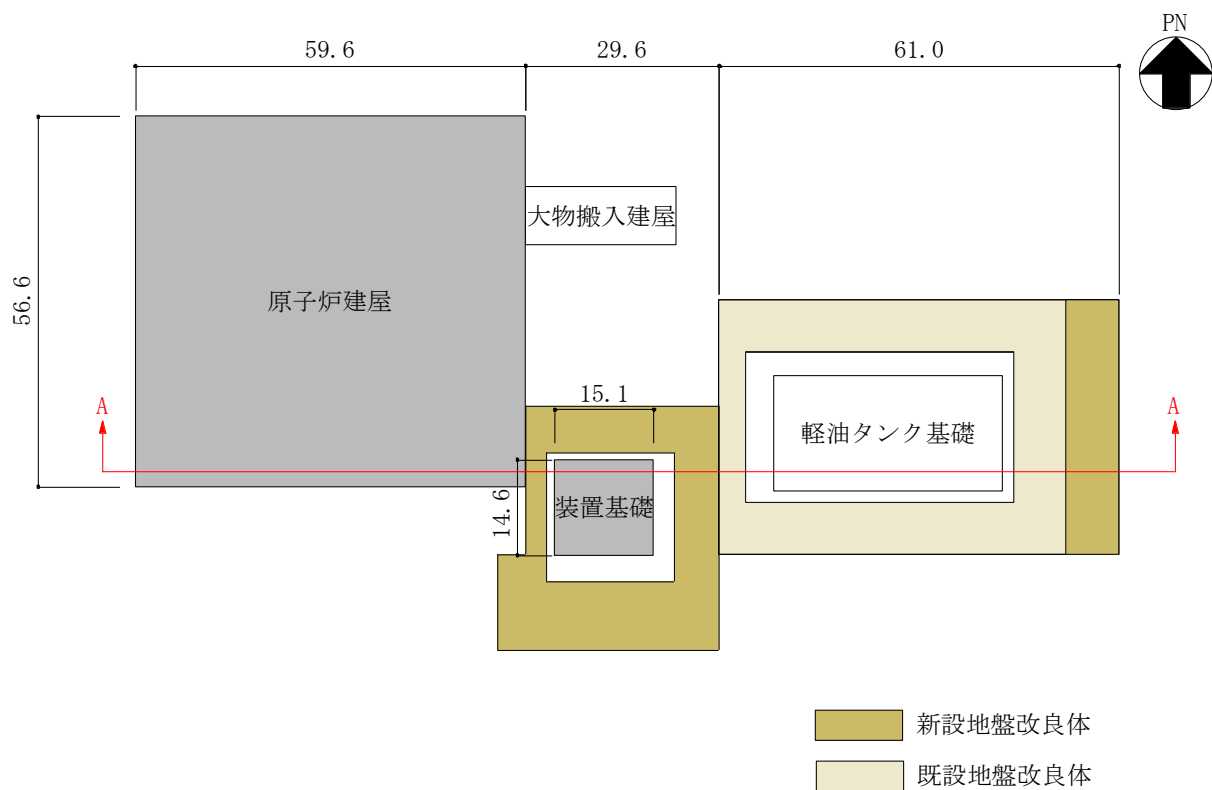 PN
59.6
29.6
61.0
大物搬入建屋
56.6
原子炉建屋
A
15.1
A
軽油タンク基礎
14.6
装置基礎
新設地盤改良体
既設地盤改良体